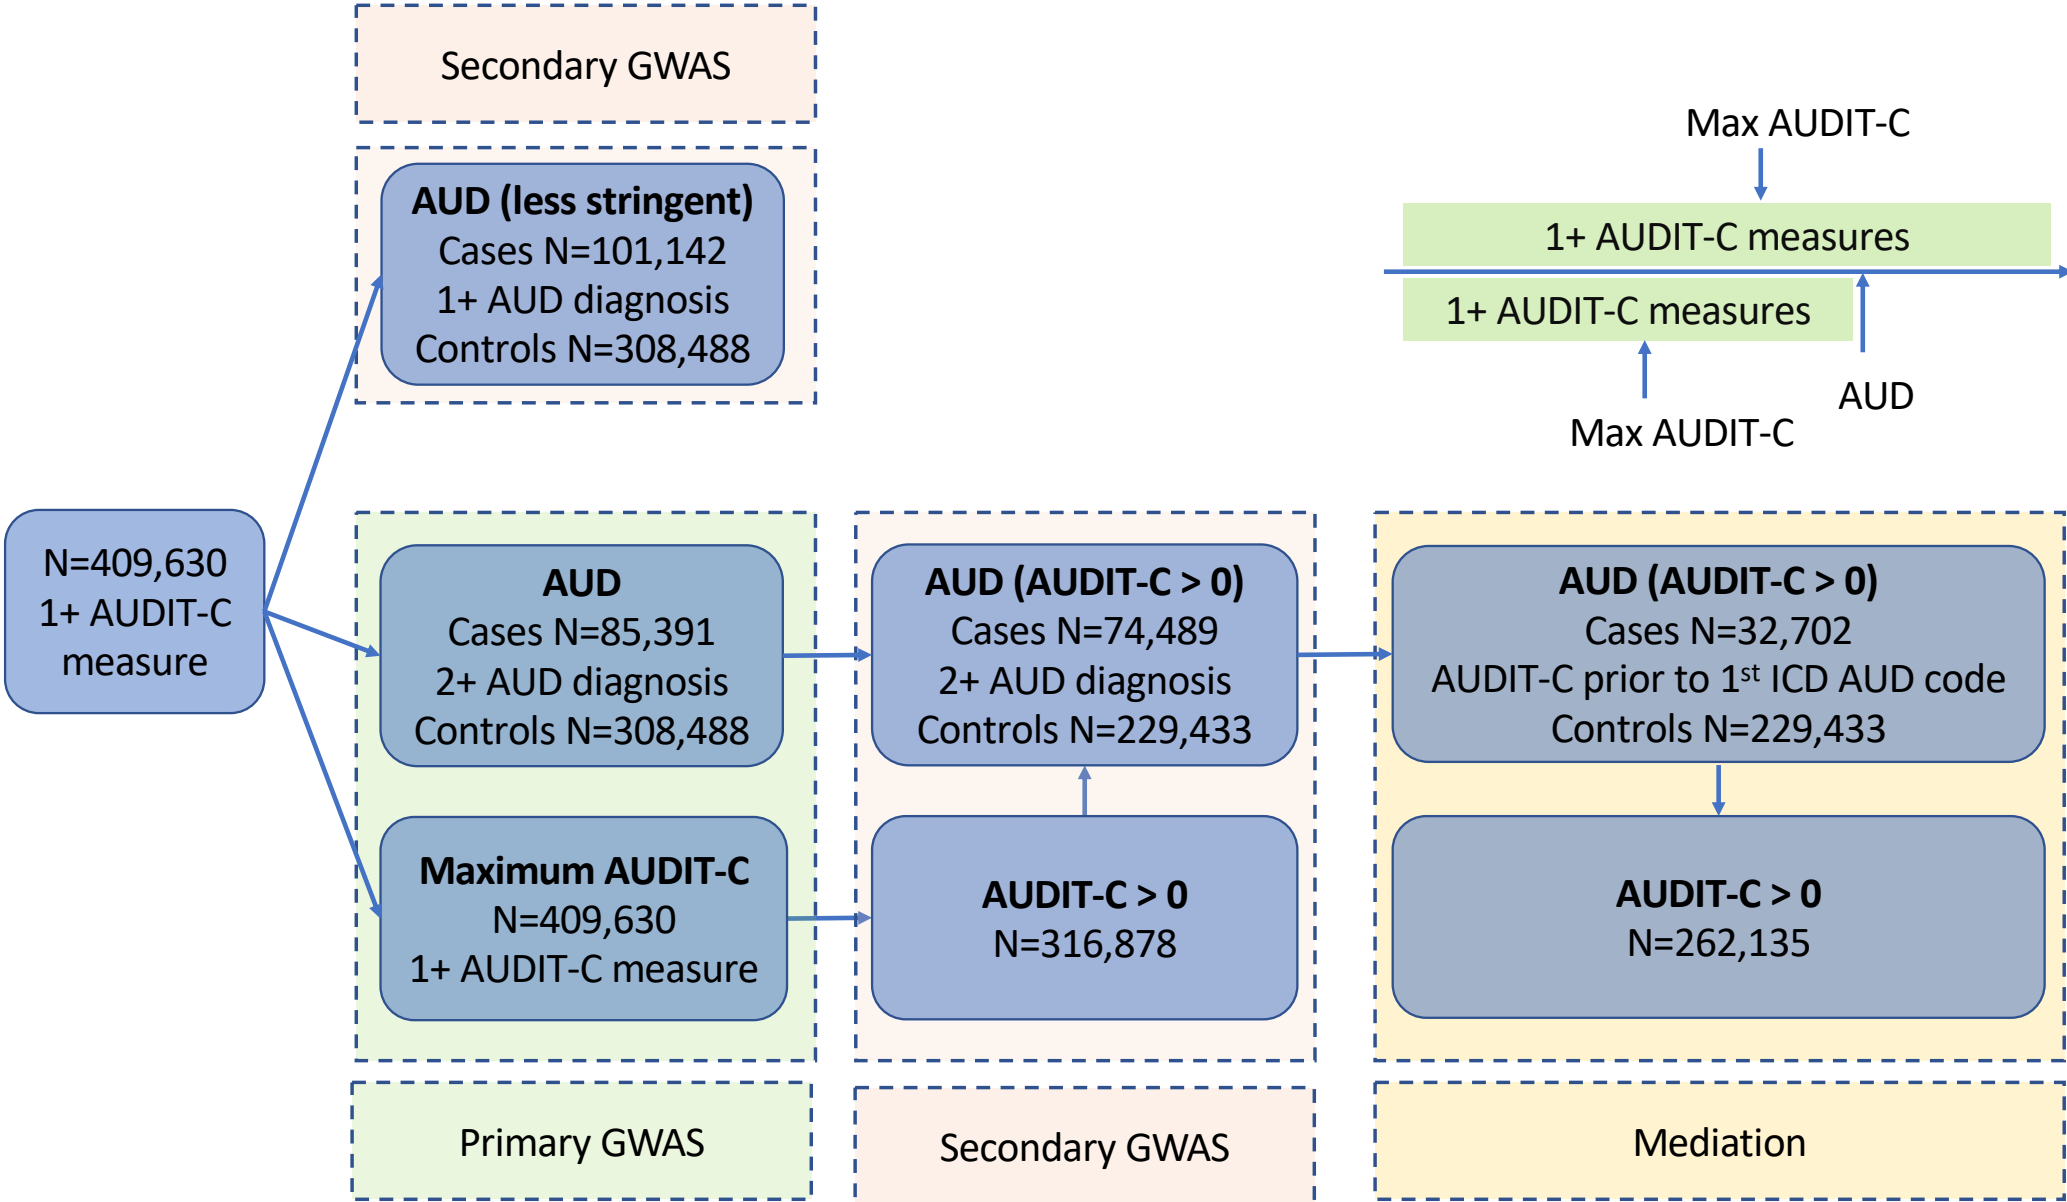 Secondary GWAS
AUD (less stringent)
Cases N=101,142
1+ AUD diagnosis
Controls N=308,488
Max AUDIT-C
1+ AUDIT-C measures
1+ AUDIT-C measures
AUD
Max AUDIT-C
N=409,630
1+ AUDIT-C
measure
AUD
Cases N=85,391
2+ AUD diagnosis
Controls N=308,488
Maximum AUDIT-C
N=409,630
1+ AUDIT-C measure
AUD (AUDIT-C > 0)
Cases N=74,489
2+ AUD diagnosis
Controls N=229,433
AUDIT-C > 0
N=316,878
AUD (AUDIT-C > 0)
Cases N=32,702
AUDIT-C prior to 1st ICD AUD code
Controls N=229,433
AUDIT-C > 0
N=262,135
Primary GWAS
Secondary GWAS
Mediation